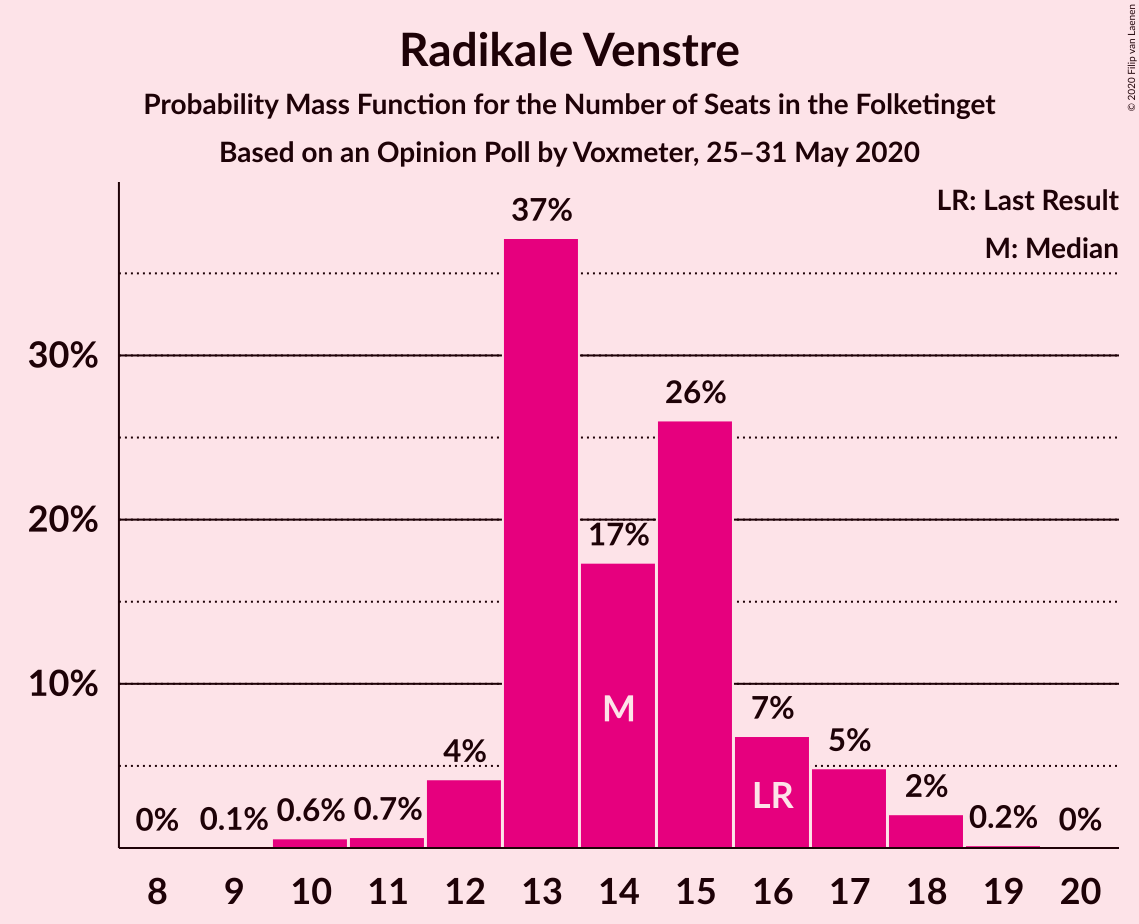 Radikale Venstre
Probability Mass Function for the Number of Seats in the Folketinget
Based on an Opinion Poll by Voxmeter, 25–31 May 2020
© 2020 Filip van Laenen
LR: Last Result
M: Median
37%
30%
26%
20%
17%
10%
M
7%
5%
4%
LR
2%
0%
0.1%
0.6%
0.7%
0.2%
0%
8 9 10 11 12 13 14 15 16 17 18 19 20